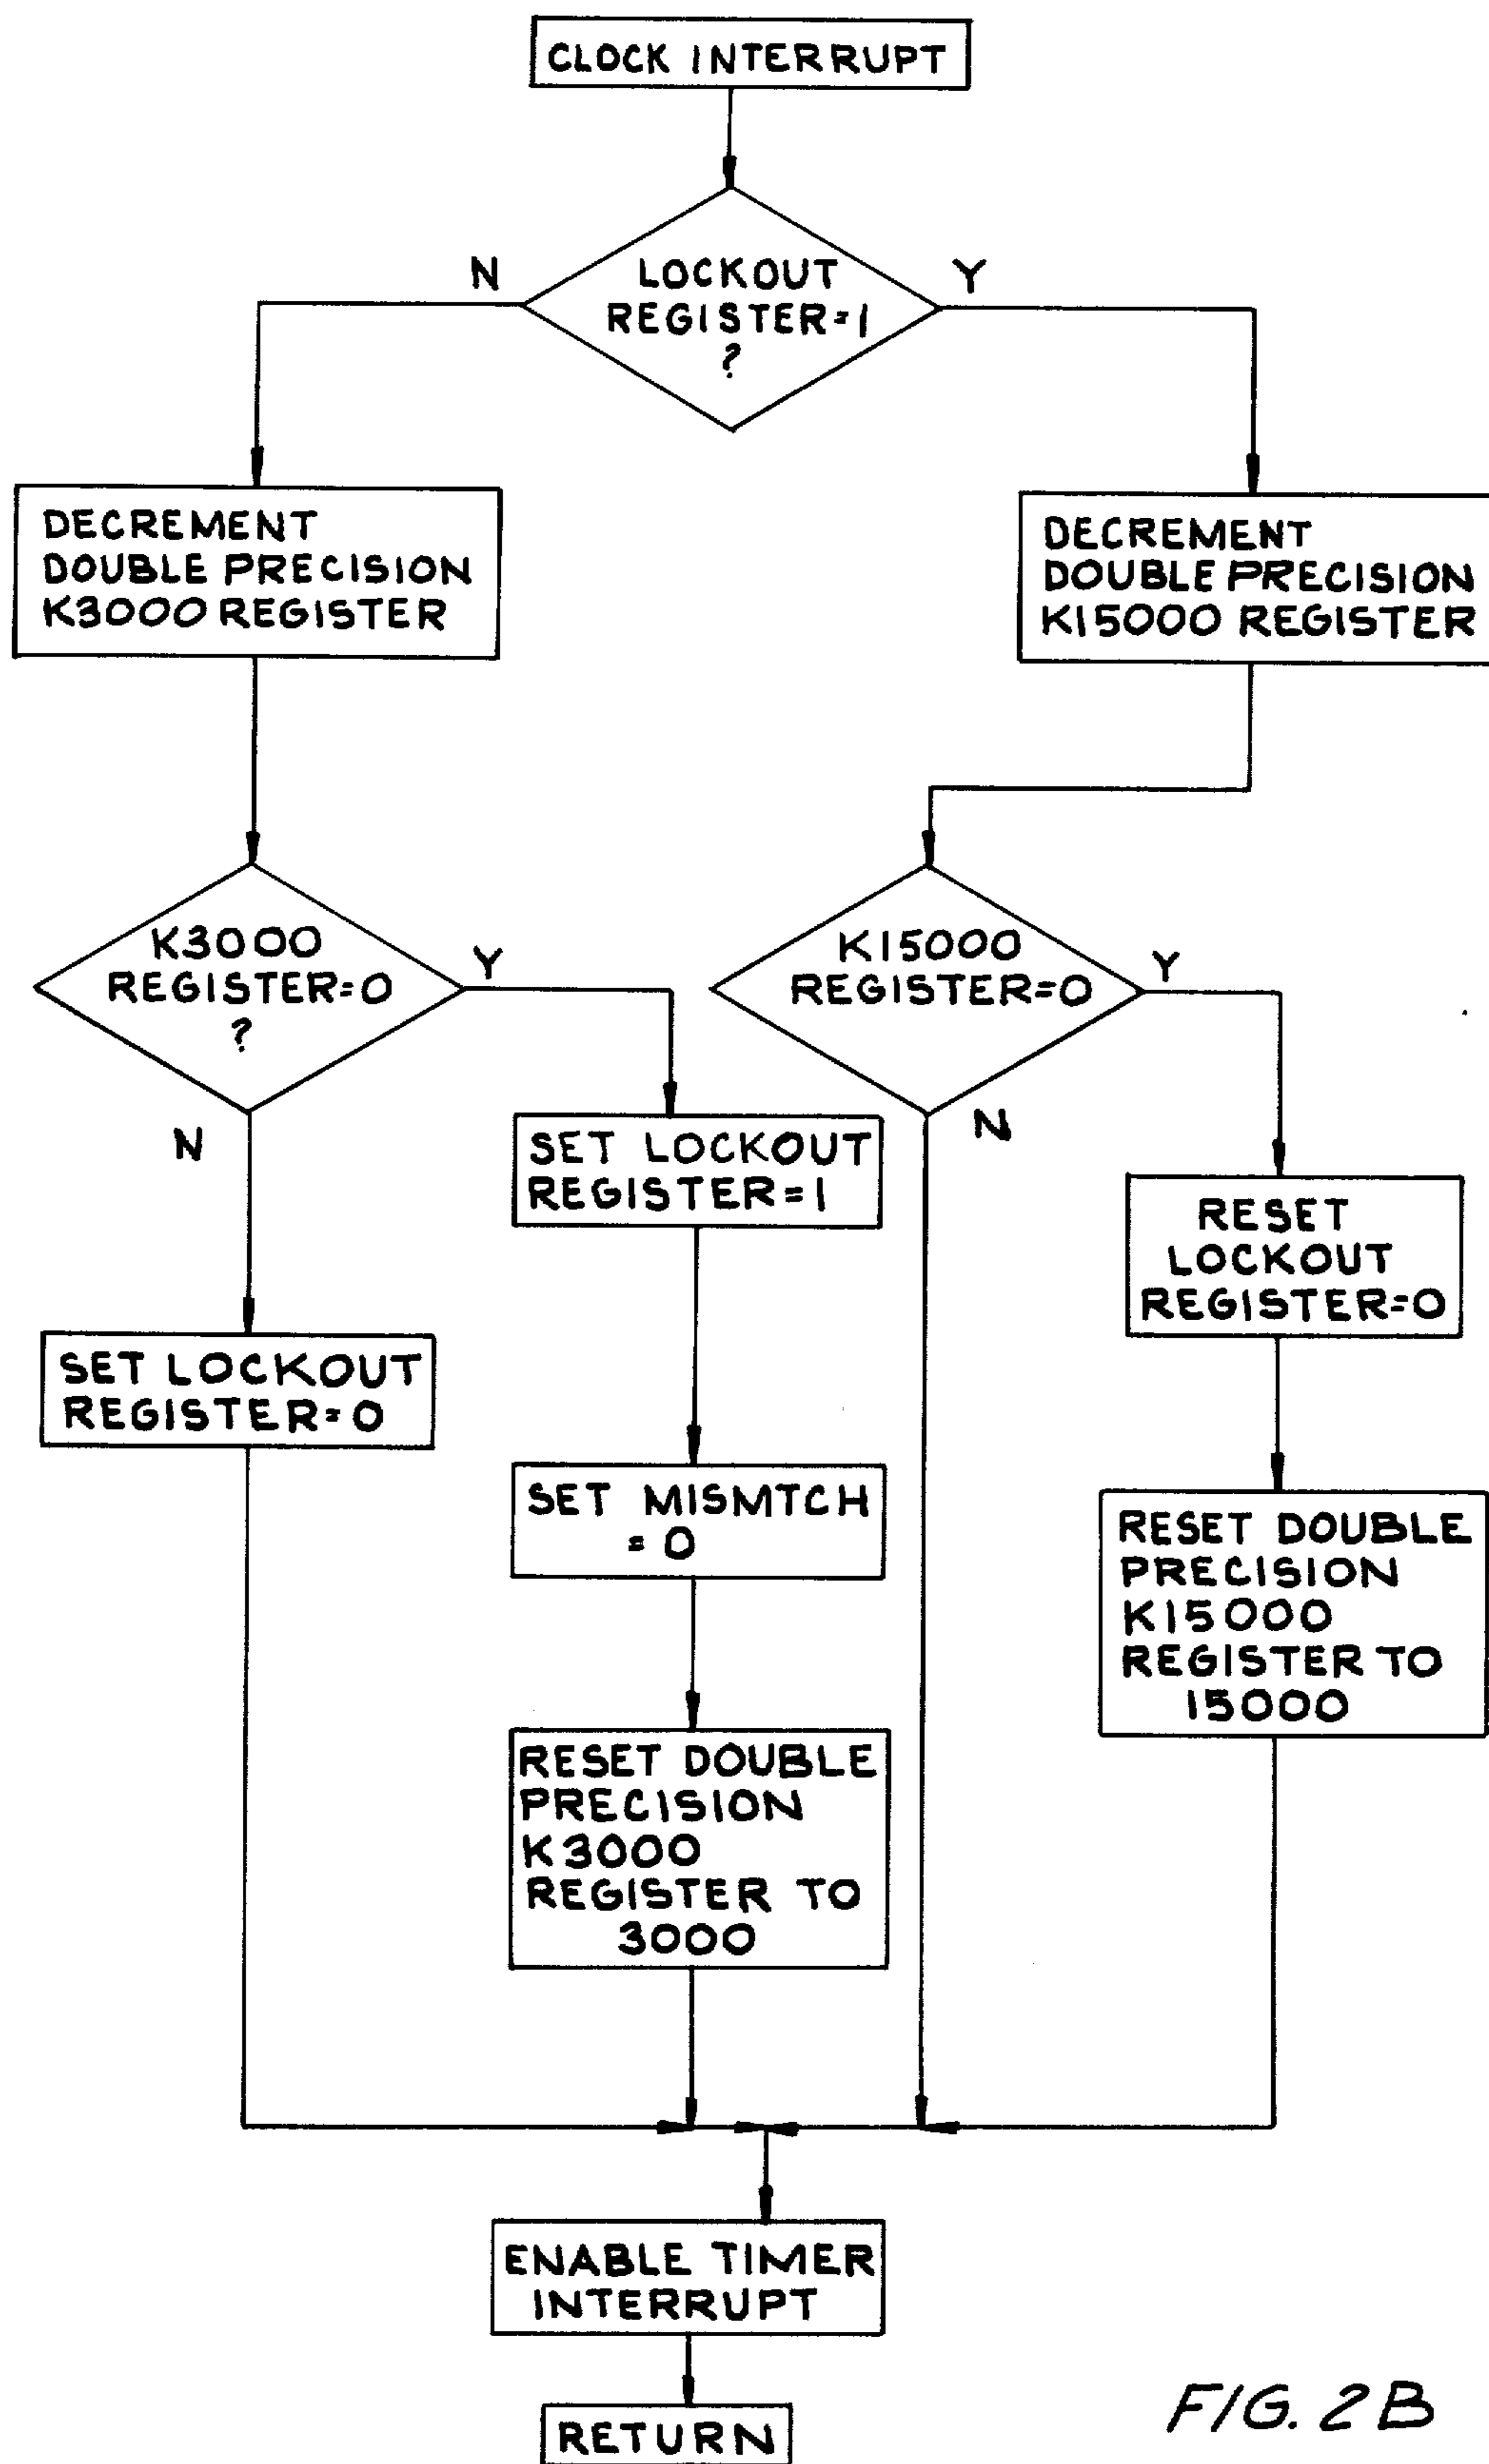 CLOCK INTERRUPT
LOCKOUT
REGISTER=1
?
N
Y
DECREMENT
DOUBLE PRECISION
K3000 REGISTER
DECREMENT
DOUBLE PRECISION
K15000 REGISTER
K3000
REGISTER=0
?
Y
N
K15000
REGISTER=0
Y
N
SET LOCKOUT
REGISTER=1
RESET
LOCKOUT
REGISTER=0
SET LOCKOUT
REGISTER=0
SET MISMTCH
=0
RESET DOUBLE
PRECISION
K15000
REGISTER TO
15000
RESET DOUBLE
PRECISION
K3000
REGISTER TO
3000
ENABLE TIMER
INTERRUPT
RETURN
FIG. 2B